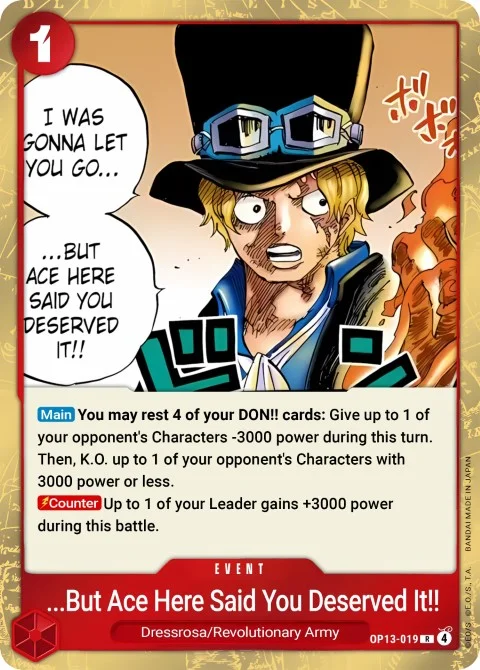 1
I WAS
GONNA LET
YOU GO...
...BUT
ACE HERE
SAID YOU
DESERVED
IT!!
ボボ
Main You may rest 4 of your DON!! cards: Give up to 1 of
your opponent's Characters -3000 power during this turn.
Then, K.O. up to 1 of your opponent's Characters with
3000 power or less.
⚡Counter Up to 1 of your Leader gains +3000 power
during this battle.
EVENT
...But Ace Here Said You Deserved It!!
Dressrosa/Revolutionary Army
OP13-019 R 4
BANDAI MADE IN JAPAN